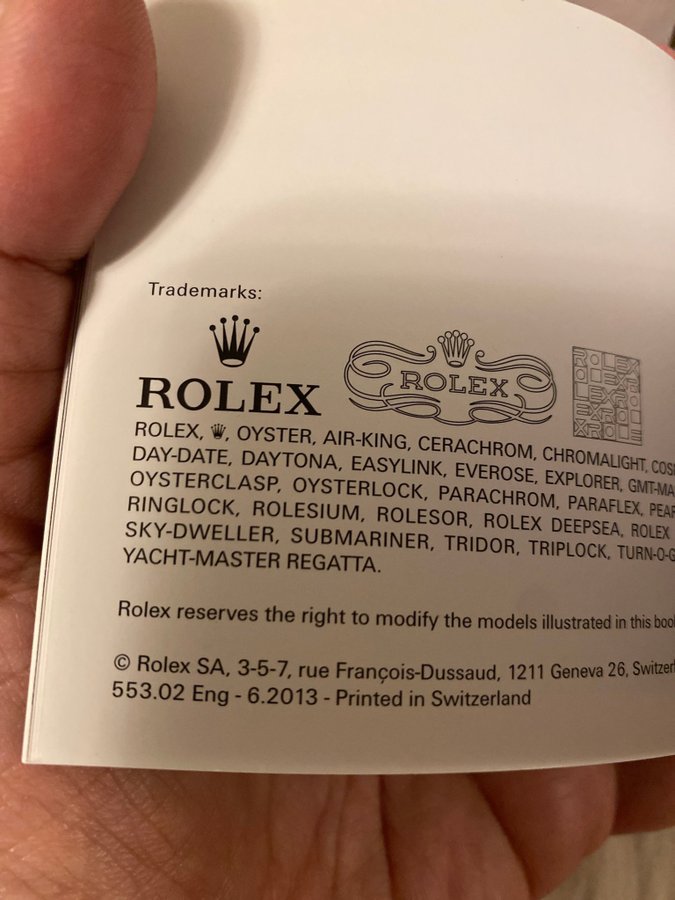 Trademarks:
ROLEX
ROLEX
ROLEX, OYSTER, AIR-KING, CERACHROM, CHROMALIGHT,
DAY-DATE, DAYTONA, EASYLINK, EVEROSE, EXPLORER,
OYSTERCLASP, OYSTERLOCK, PARACHROM, PARAFLEX,
RINGLOCK, ROLESIUM, ROLESOR, ROLEX DEEPSEA, ROLEX
SKY-DWELLER, SUBMARINER, TRIDOR, TRIPLOCK,
YACHT-MASTER REGATTA.
Rolex reserves the right to modify the models illustrated in this
© Rolex SA, 3-5-7, rue François-Dussaud, 1211 Geneva 26,
553.02 Eng - 6.2013 - Printed in Switzerland